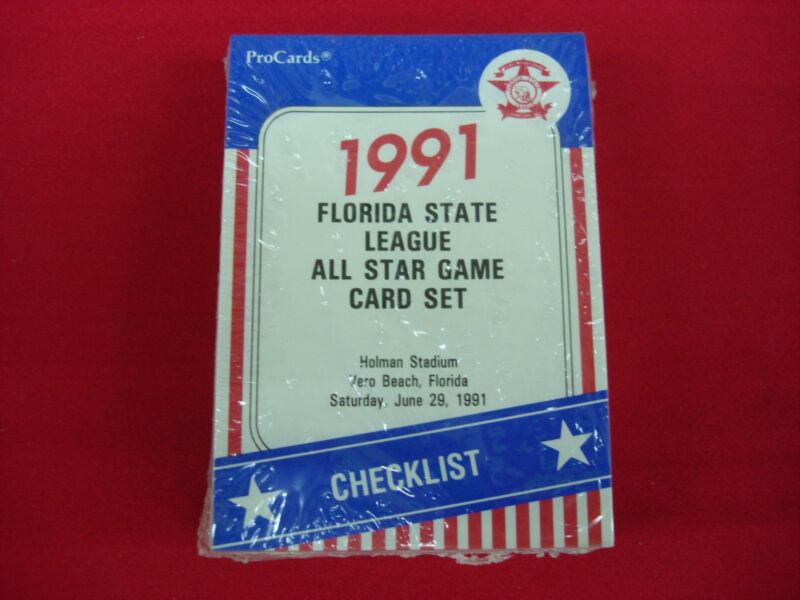 ProCards®
1991
FLORIDA STATE
LEAGUE
ALL STAR GAME
CARD SET
Holman Stadium
Vero Beach, Florida
Saturday, June 29, 1991
CHECKLIST